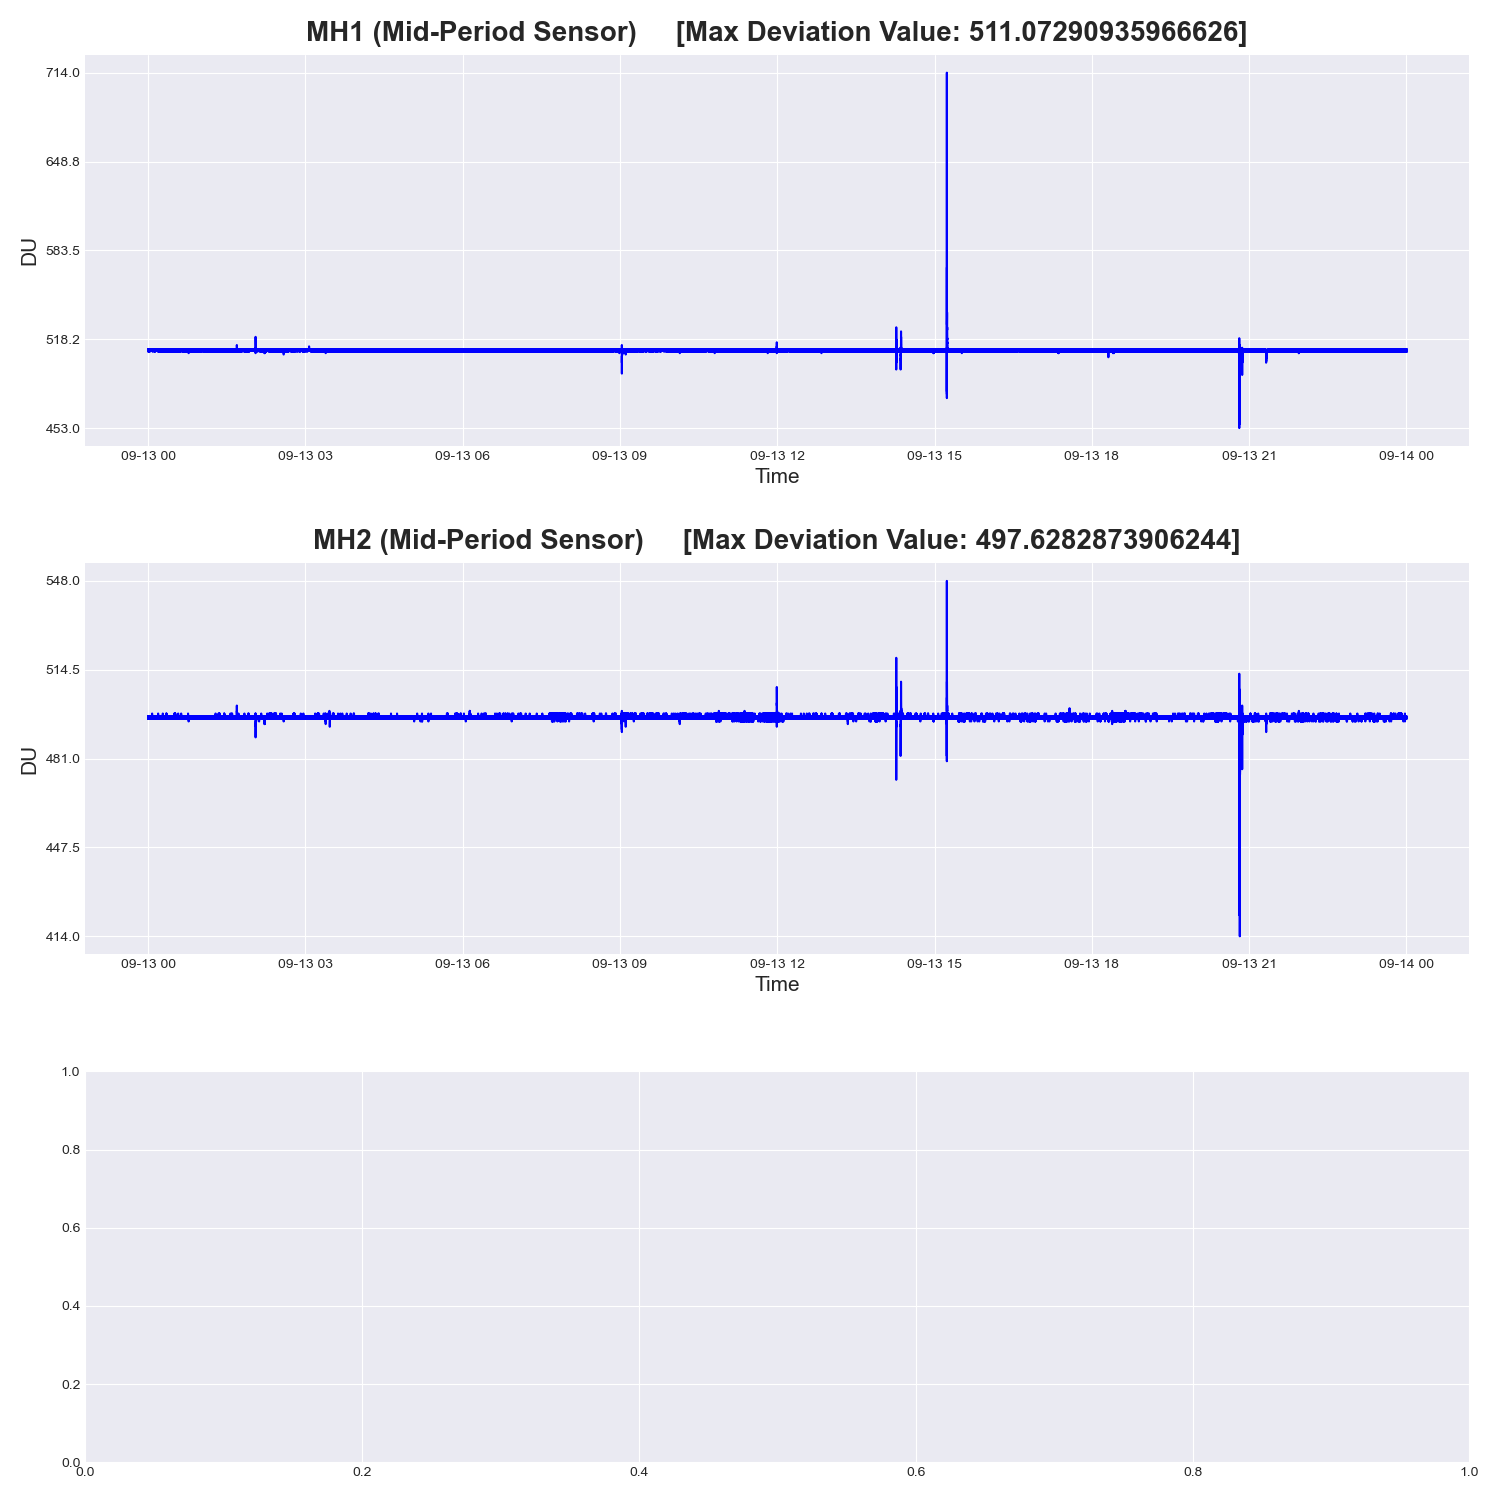 MH1 (Mid-Period Sensor) [Max Deviation Value: 511.07290935966626]
714.0
648.8
583.5
518.2
453.0
DU
09-13 00 09-13 03 09-13 06 09-13 09 09-13 12 09-13 15 09-13 18 09-13 21 09-14 00
Time
MH2 (Mid-Period Sensor) [Max Deviation Value: 497.6282873906244]
548.0
514.5
481.0
447.5
414.0
DU
09-13 00 09-13 03 09-13 06 09-13 09 09-13 12 09-13 15 09-13 18 09-13 21 09-14 00
Time
1.0
0.8
0.6
0.4
0.2
0.0
0.0 0.2 0.4 0.6 0.8 1.0